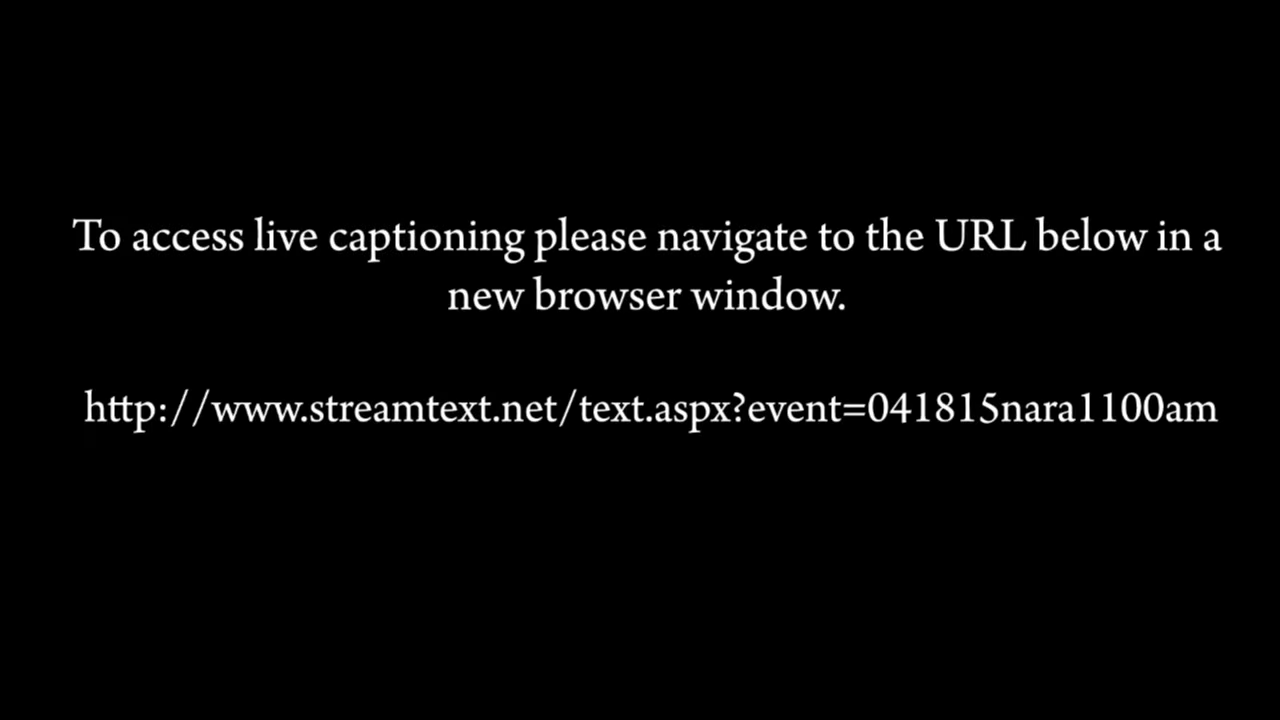 To access live captioning please navigate to the URL below in a
new browser window.
http://www.streamtext.net/text.aspx?event=041815nara1100am